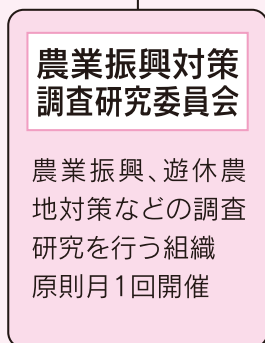 農業振興対策
調査研究委員会
農業振興、遊休農
地対策などの調査
研究を行う組織
原則月1回開催